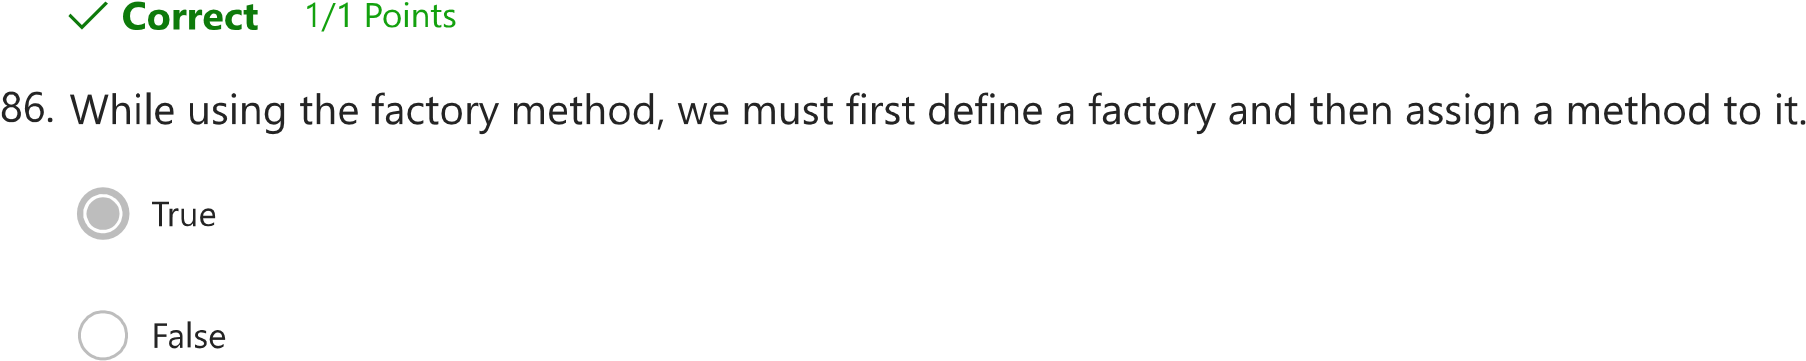 Correct 1/1 Points
86. While using the factory method, we must first define a factory and then assign a method to it.
True
False